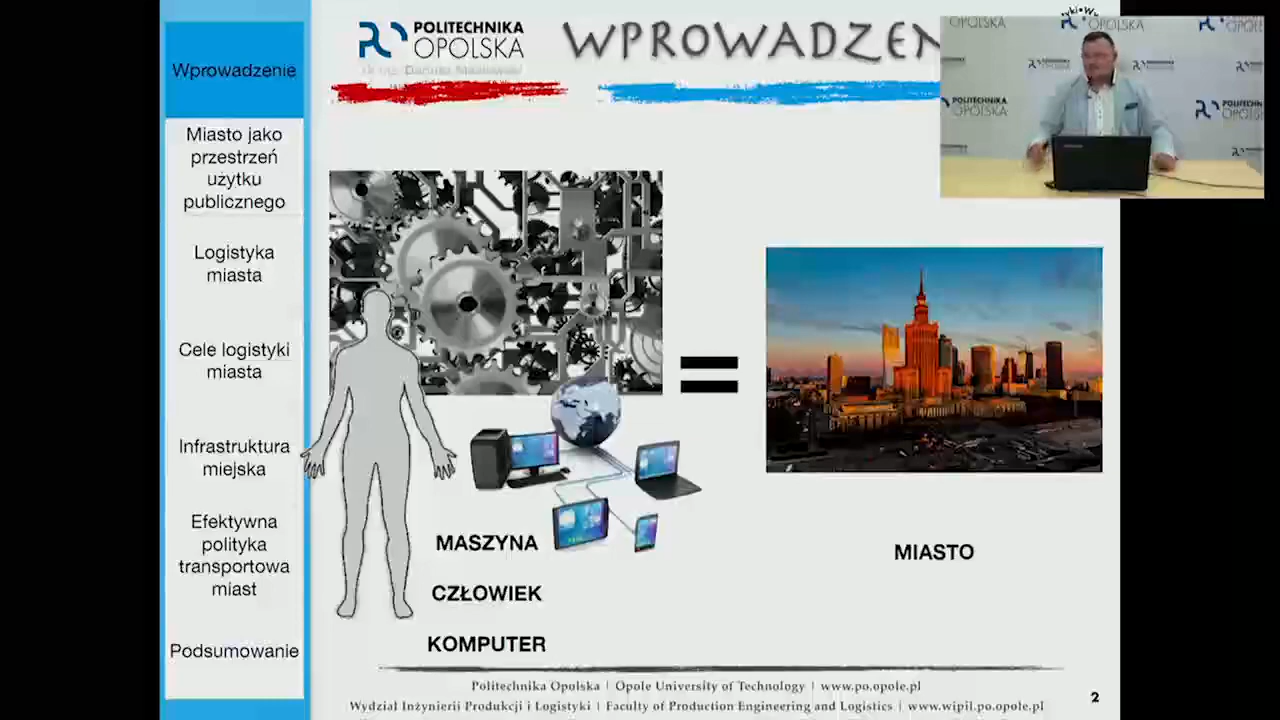 Wprowadzenie
Miasto jako
przestrzeń
użytku
publicznego
Logistyka
miasta
Cele logistyki
miasta
Infrastruktura
miejska
Efektywna
polityka
transportowa
miast
Podsumowanie
POLITECHNIKA
OPOLSKA
WPROWADZEN
MASZYNA
CZŁOWIEK
KOMPUTER
=
MIASTO
Politechnika Opolska | Opole University of Technology | www.po.opole.pl
Wydział Inżynierii Produkcji i Logistyki | Faculty of Production Engineering and Logistics | www.wipil.po.opole.pl
2
OPOLSKA
OPOLSKA
POLITECHNIKA
OPOLSKA